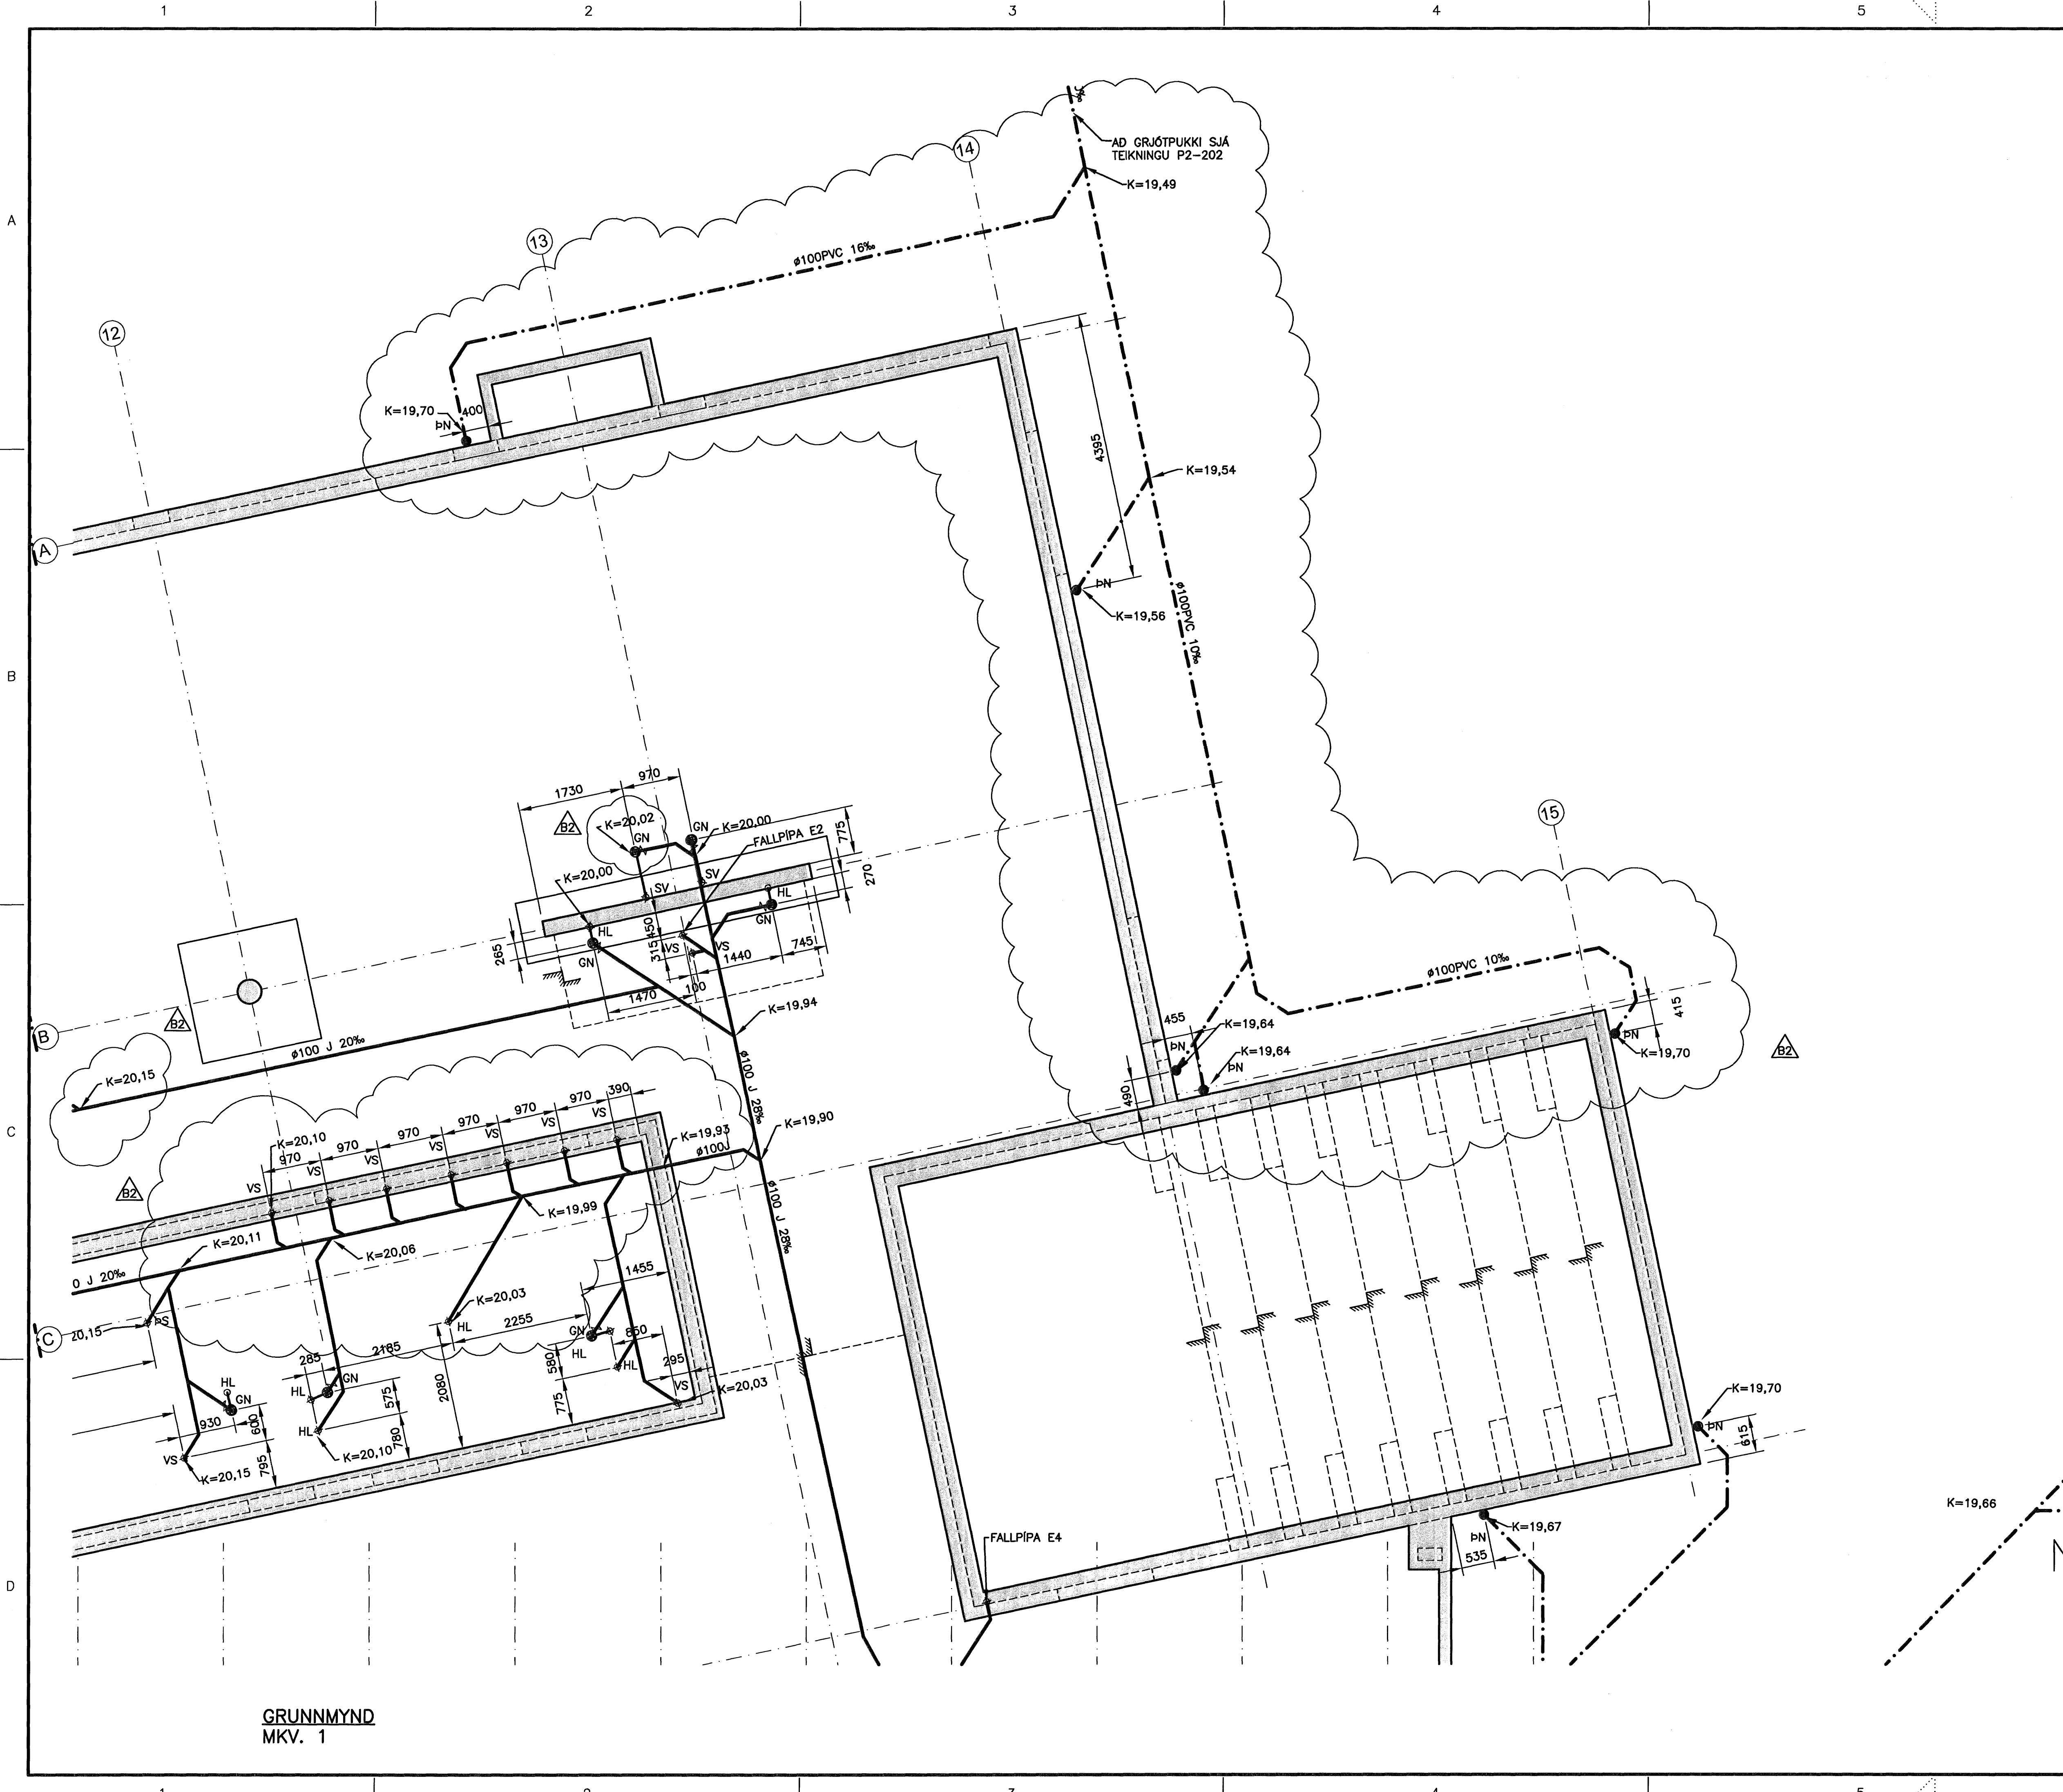 1
2
3
4
5
A
B
C
D
AÐ GRJÓTPUKKI SJÁ
TEIKNINGU P2-202
K=19,49
14
13
12
ø100PVC 16‰
K=19,70
400
ÞN
4395
K=19,54
A
ÞN
K=19,56
ø100PVC 10‰
970
1730
B2
K=20,02
GN
GN
K=20,00
FALLPÍPA E2
775
270
K=20,00
SV
SV
HL
GN
HL
GN
265
450
315
VS
VS
1440
745
100
1470
K=19,94
15
ø100PVC 10‰
415
ÞN
K=19,70
B2
455
ÞN
K=19,64
K=19,64
ÞN
490
B
B2
ø100 J 20‰
K=20,15
ø100 J 28‰
K=19,90
390
970
970
970
970
970
970
VS
VS
VS
VS
VS
VS
VS
K=20,10
K=19,93
ø100J
B2
K=19,99
K=20,11
K=20,06
0 J 20‰
ø100 J 28‰
1455
K=20,03
HL
2255
GN
HL
850
HL
C
20,15
ÞS
285
2185
580
295
VS
K=20,03
775
2080
HL
GN
HL
GN
575
780
HL
K=20,10
930
600
VS
K=20,15
795
K=19,70
ÞN
615
K=19,66
K=19,67
ÞN
535
FALLPÍPA E4
GRUNNMYND
MKV. 1
1
4
5